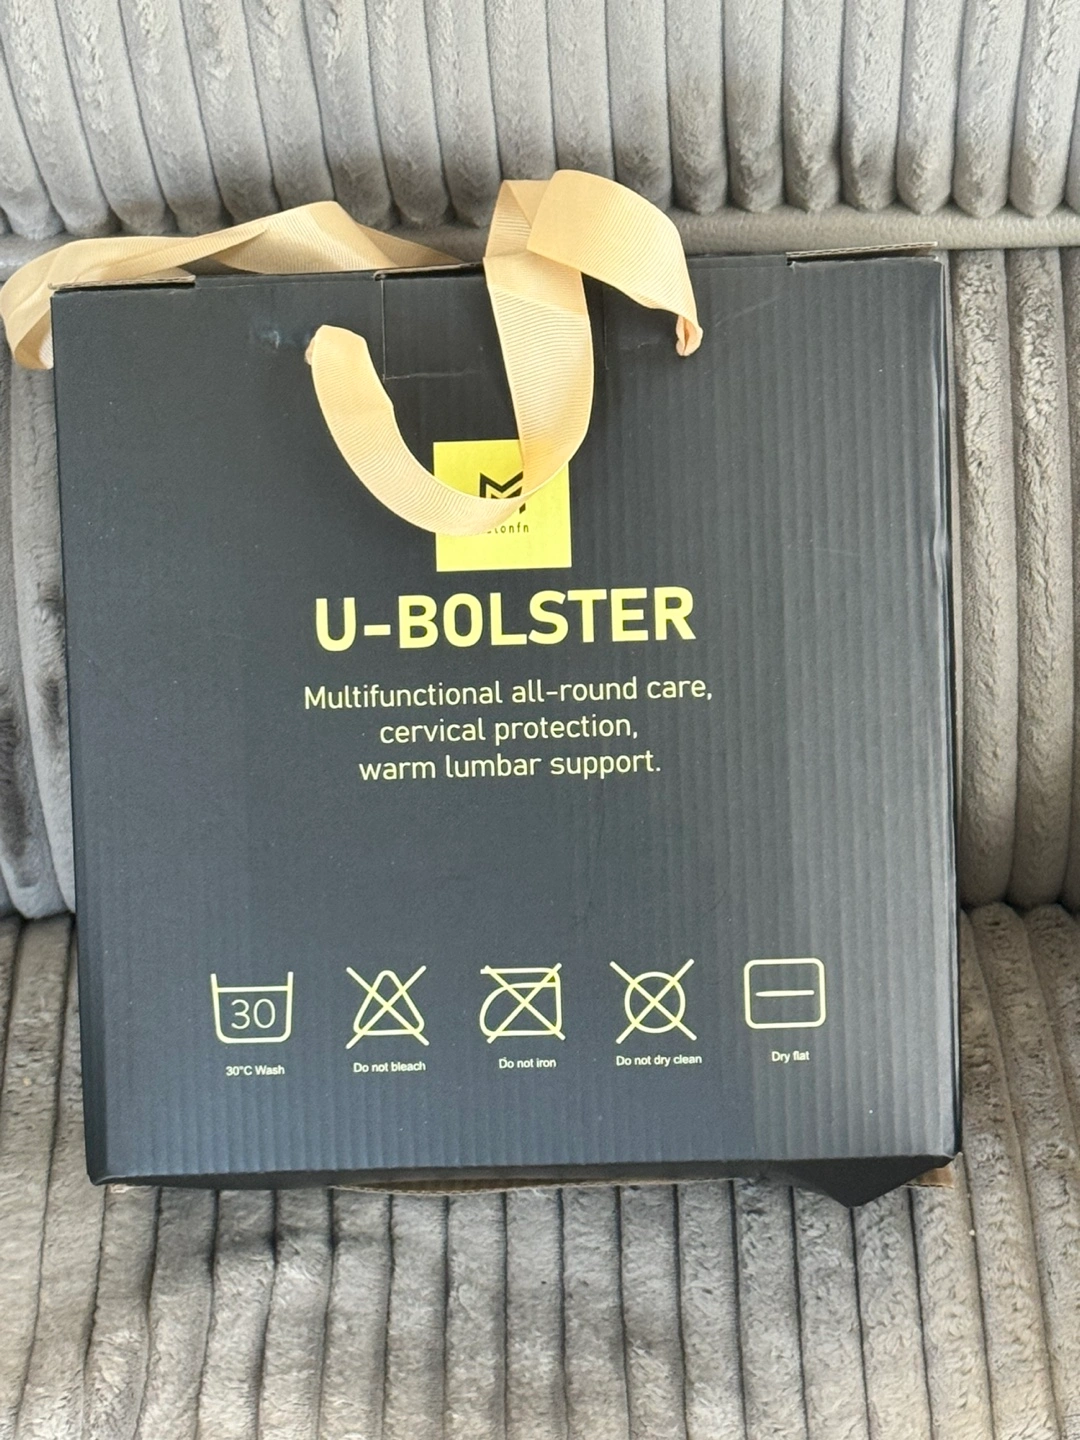 U-BOLSTER
Multifunctional all-round care,
cervical protection,
warm lumbar support.
30
30°C Wash
Do not bleach
Do not iron
Do not dry clean
Dry flat